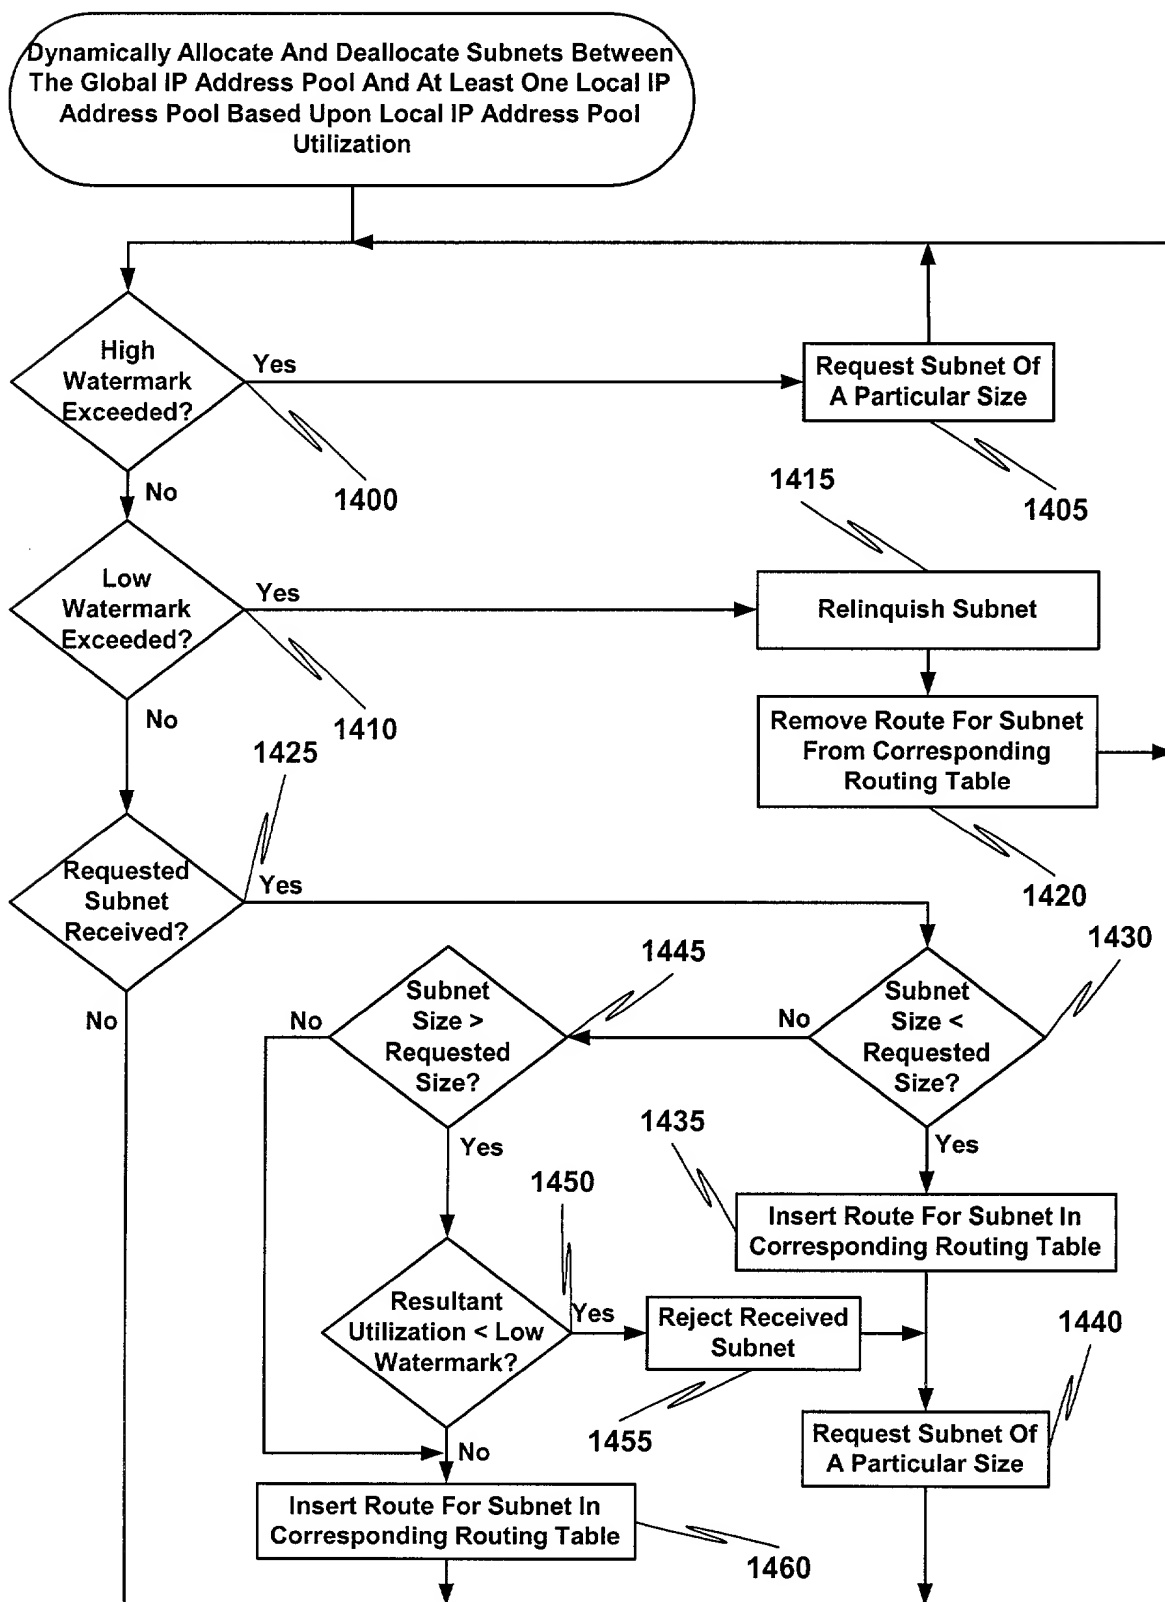 Dynamically Allocate And Deallocate Subnets Between
The Global IP Address Pool And At Least One Local IP
Address Pool Based Upon Local IP Address Pool
Utilization
High
Watermark
Exceeded?
Yes
Request Subnet Of
A Particular Size
1400
1405
No
1415
Low
Watermark
Exceeded?
Yes
Relinquish Subnet
No
1410
Remove Route For Subnet
From Corresponding
Routing Table
1425
1420
Requested
Subnet
Received?
Yes
1430
1445
No
Subnet
Size >
Requested
Size?
No
No
Subnet
Size <
Requested
Size?
1435
Yes
Yes
1450
Insert Route For Subnet In
Corresponding Routing Table
Resultant
Utilization < Low
Watermark?
Yes
Reject Received
Subnet
1440
1455
No
Request Subnet Of
A Particular Size
Insert Route For Subnet In
Corresponding Routing Table
1460